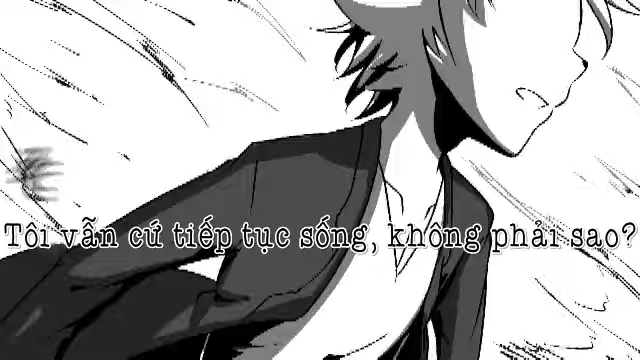 Tôi vẫn cứ tiếp tục sống, không phải sao?